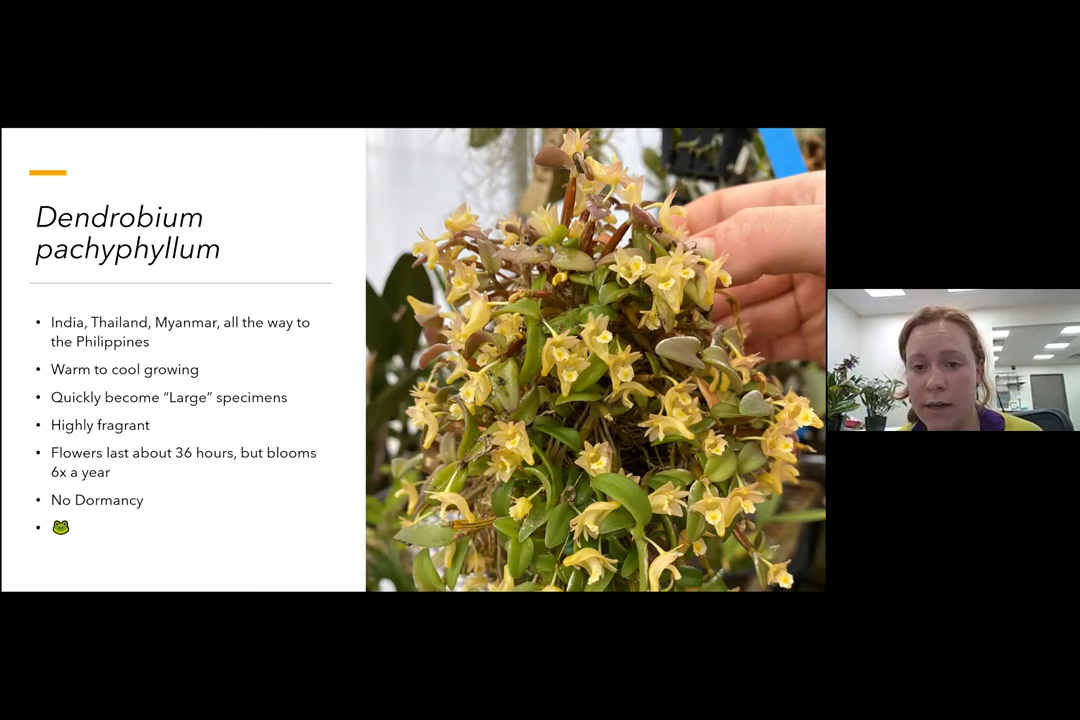 Dendrobium
pachyphyllum
• India, Thailand, Myanmar, all the way to
the Philippines
• Warm to cool growing
• Quickly become “Large” specimens
• Highly fragrant
• Flowers last about 36 hours, but blooms
6x a year
• No Dormancy
• 🐸